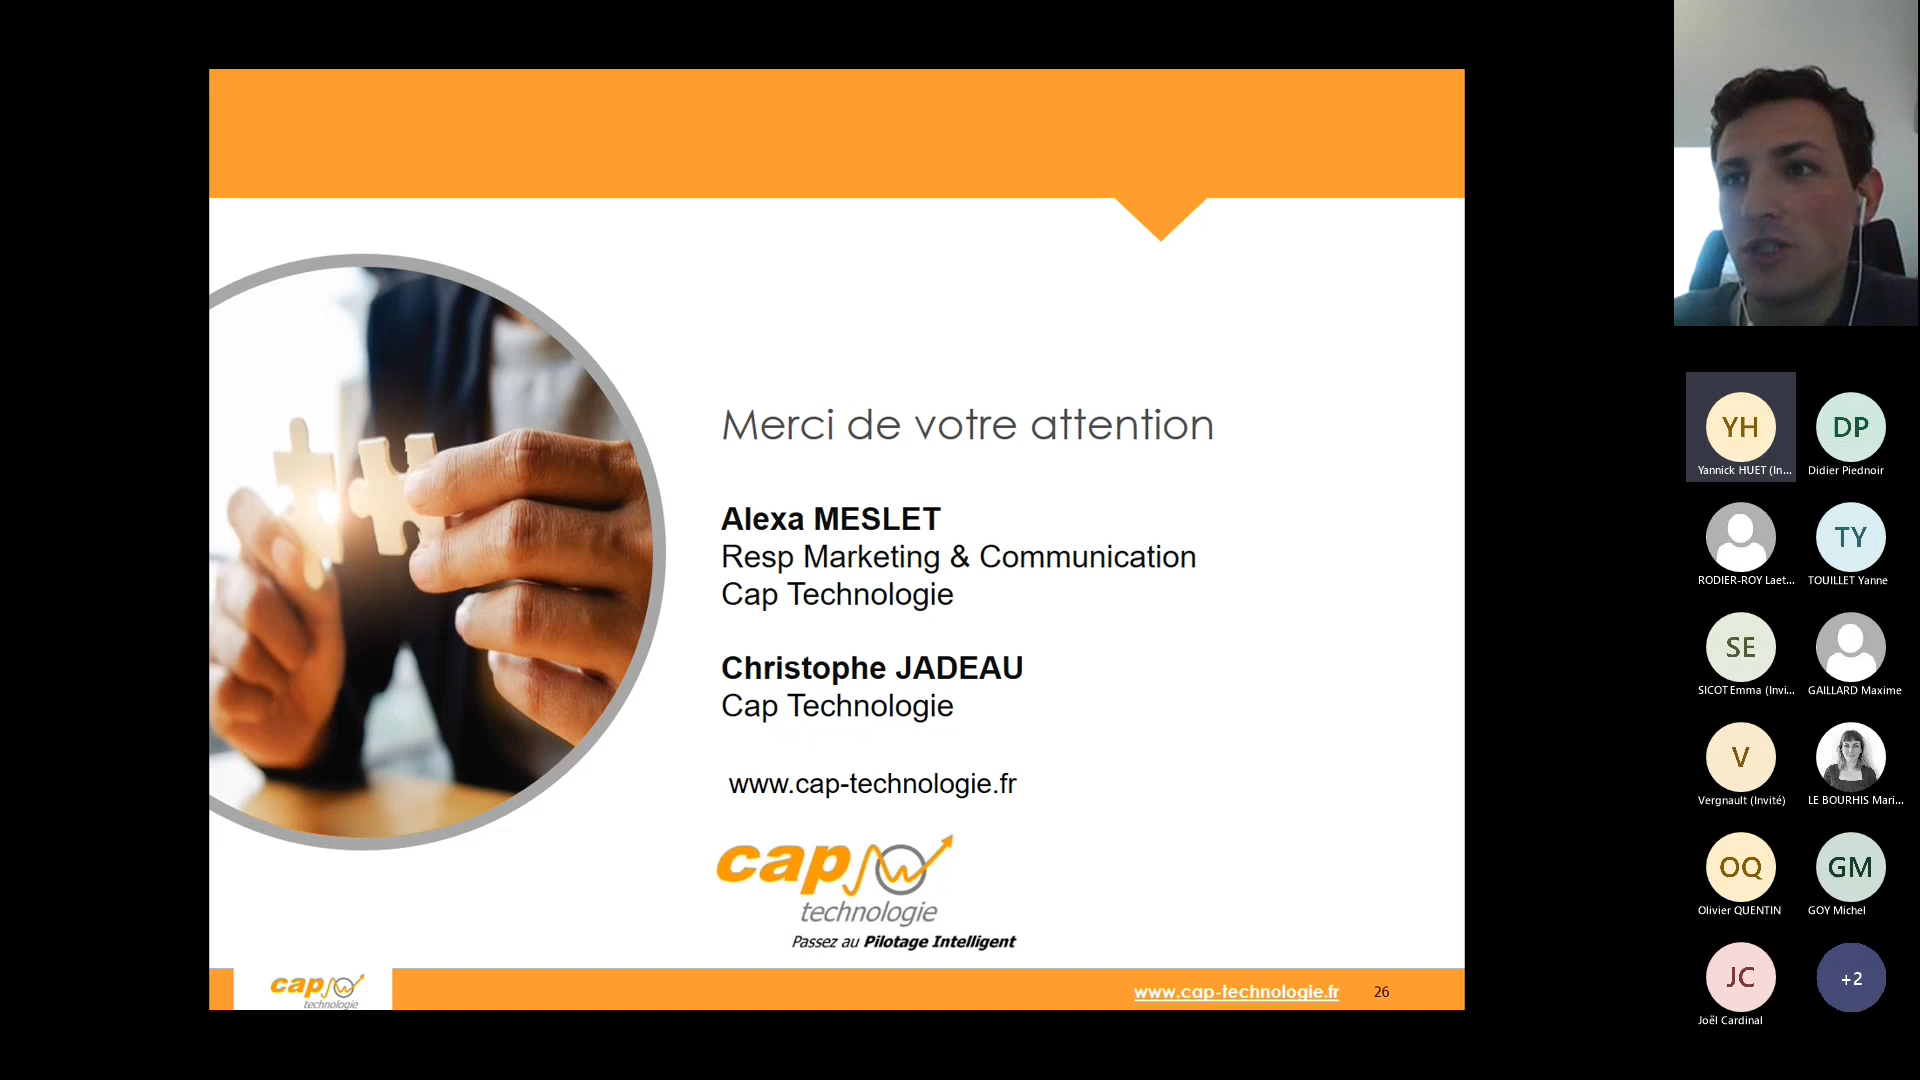 Merci de votre attention
Alexa MESLET
Resp Marketing & Communication
Cap Technologie
Christophe JADEAU
Cap Technologie
www.cap-technologie.fr
cap
technologie
Passez au Pilotage Intelligent
cap
technologie
www.cap-technologie.fr
26
YH
Yannick HUET (In...
DP
Didier Piednoir
RODIER-ROY Laet...
TY
TOUILLET Yanne
SE
SICOT Emma (Invi...
GAILLARD Maxime
V
Vergnault (Invité)
LE BOURHIS Mari...
OQ
Olivier QUENTIN
GM
GOY Michel
JC
Joël Cardinal
+2